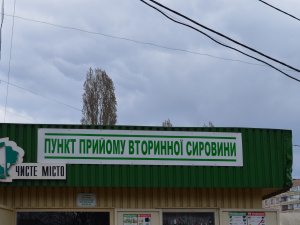 ПУНКТ ПРИЙОМУ ВТОРИННОЇ СИРОВИНИ
ЧИСТЕ МІСТО